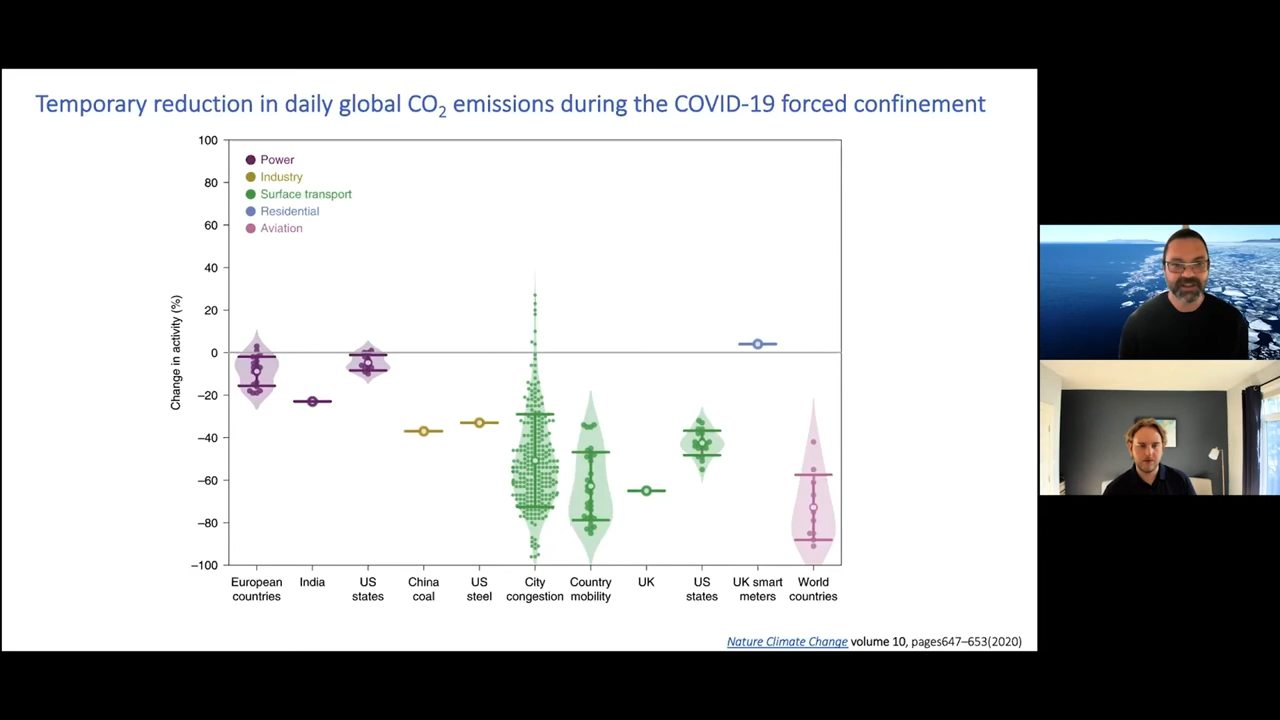 Temporary reduction in daily global CO2 emissions during the COVID-19 forced confinement
100
80
60
40
20
0
−20
−40
−60
−80
−100
Change in activity (%)
Power
Industry
Surface transport
Residential
Aviation
European countries
India
US states
China coal
US steel
City congestion
Country mobility
UK
US states
UK smart meters
World countries
Nature Climate Change volume 10, pages647–653(2020)